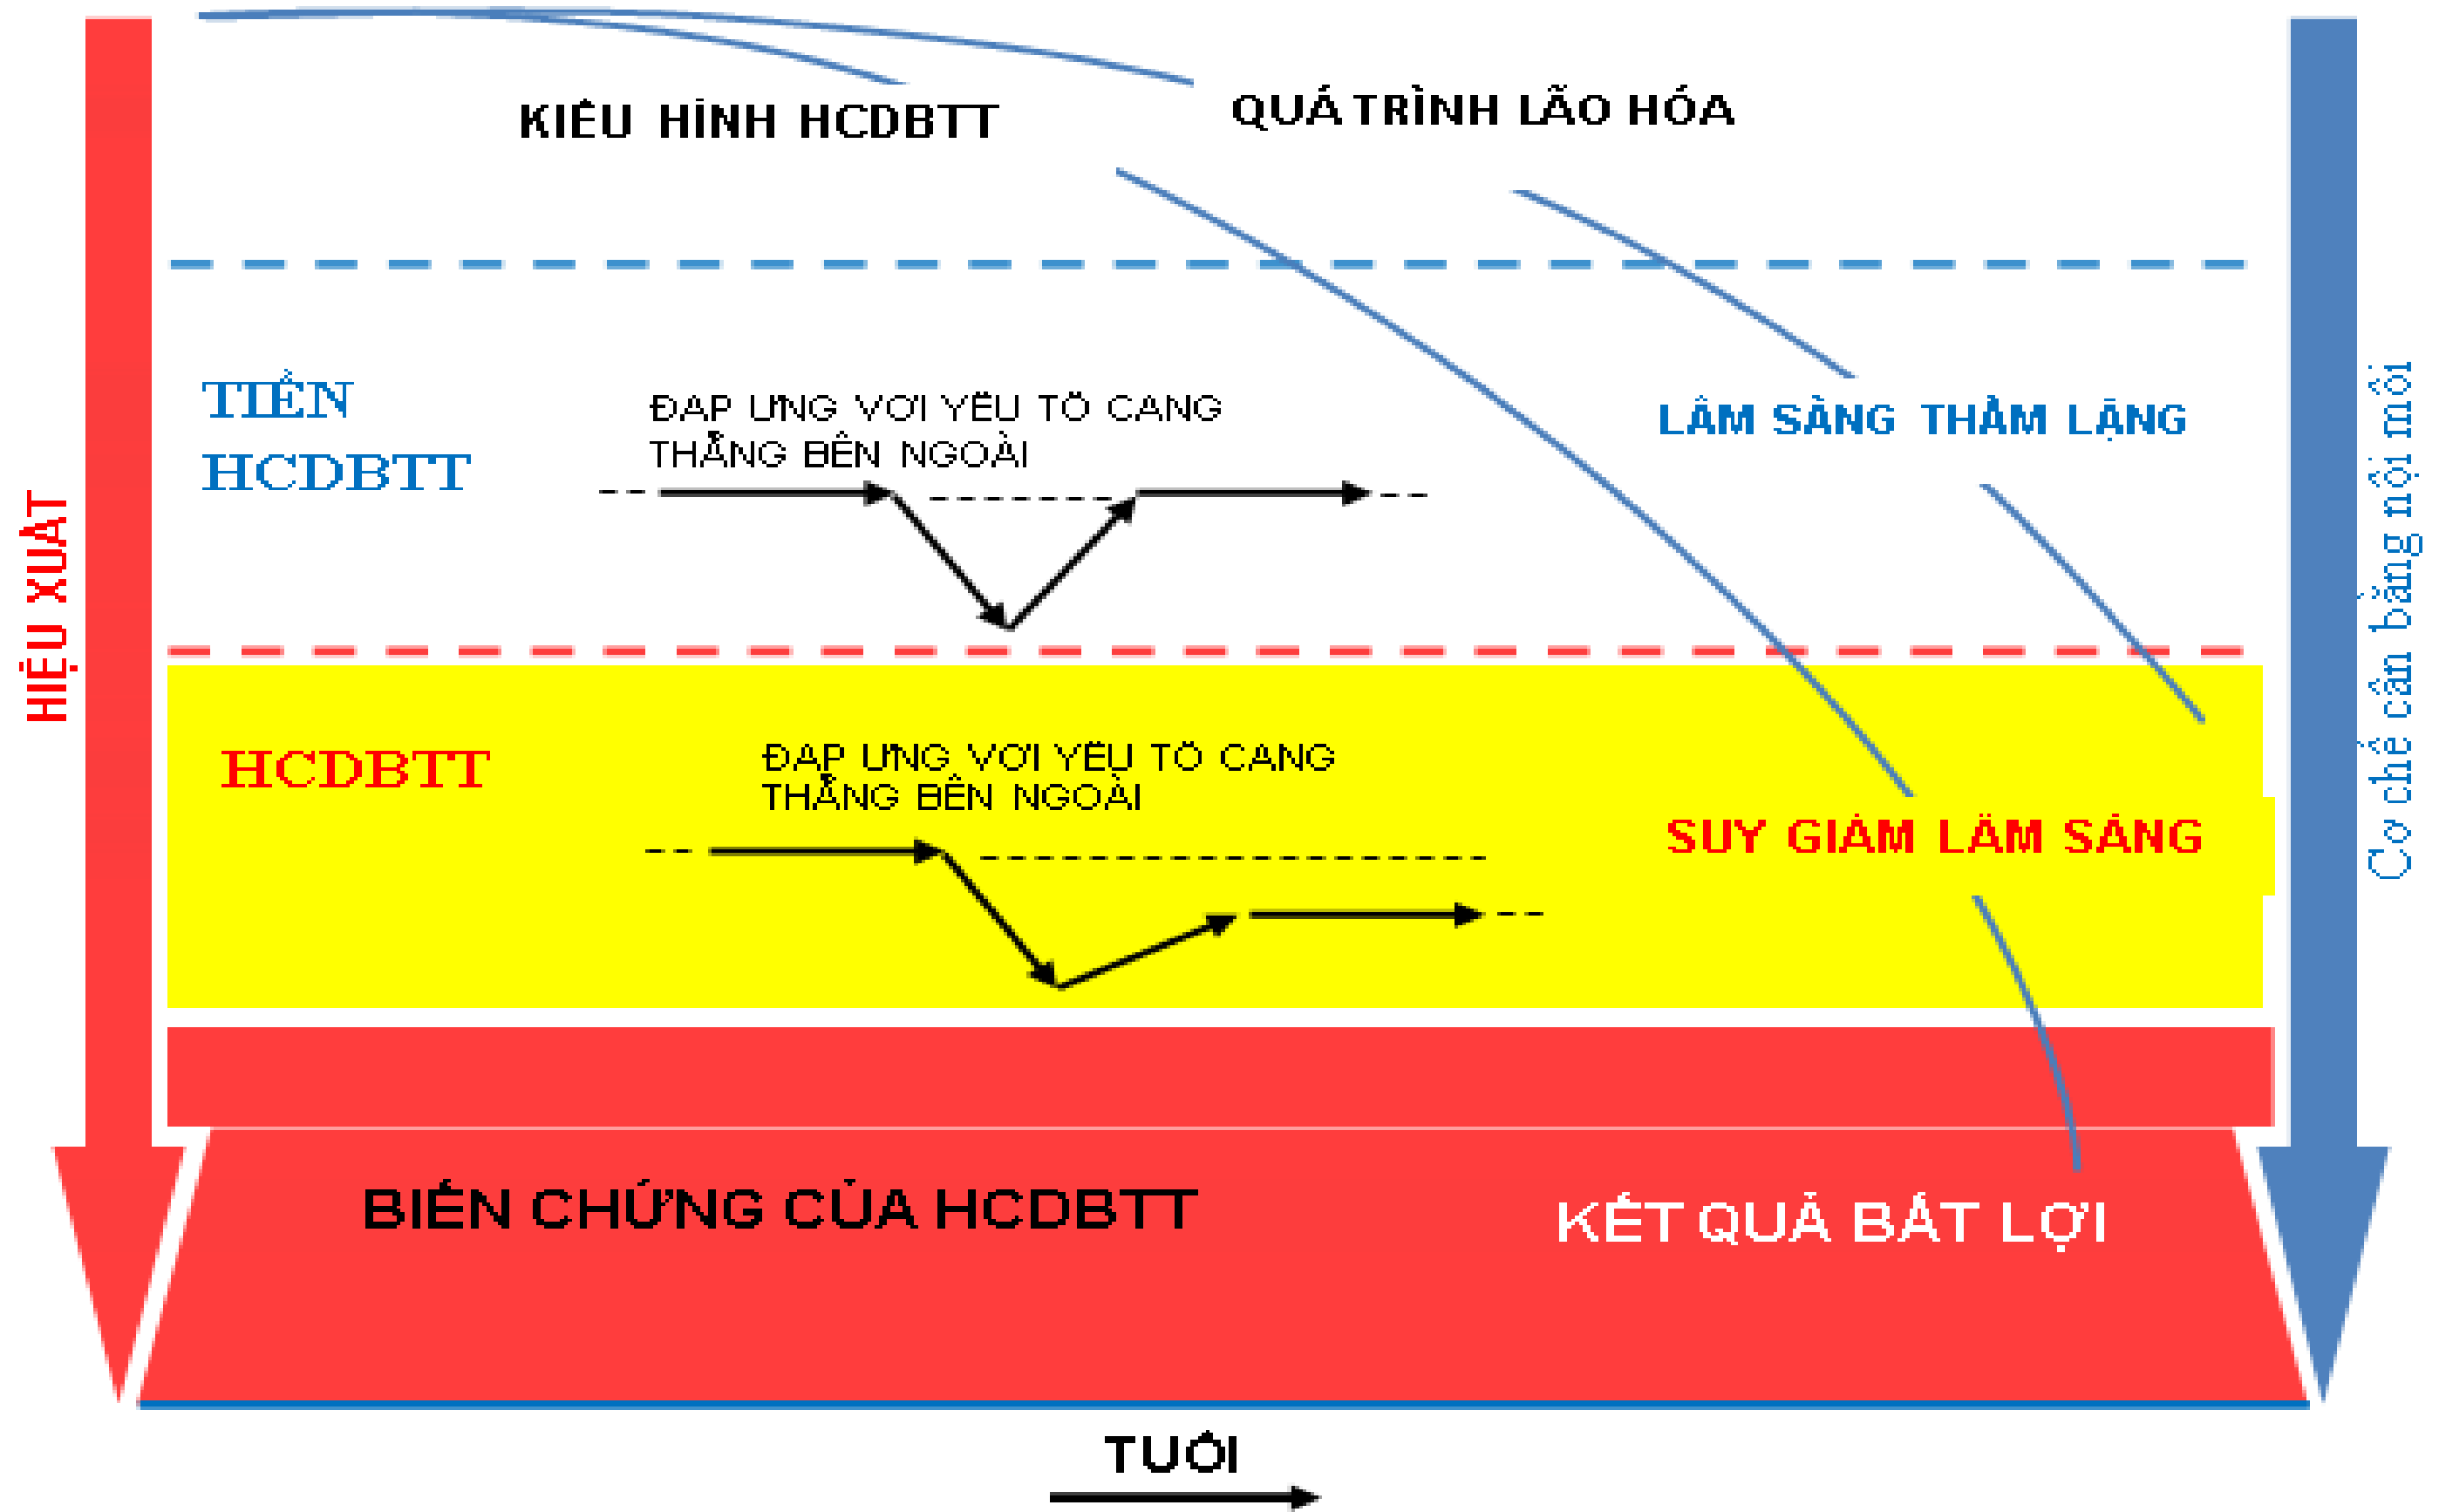 KIỂU HÌNH HCDBTT
QUÁ TRÌNH LÃO HÓA
TIỀN
HCDBTT
ĐÁP ỨNG VỚI YẾU TỐ CĂNG
THẲNG BÊN NGOÀI
LÂM SÀNG THẦM LẶNG
HIỆU XUẤT
Cơ chế cân bằng nội môi
HCDBTT
ĐÁP ỨNG VỚI YẾU TỐ CĂNG
THẲNG BÊN NGOÀI
SUY GIẢM LÂM SÀNG
BIẾN CHỨNG CỦA HCDBTT
KẾT QUẢ BẤT LỢI
TUỔI